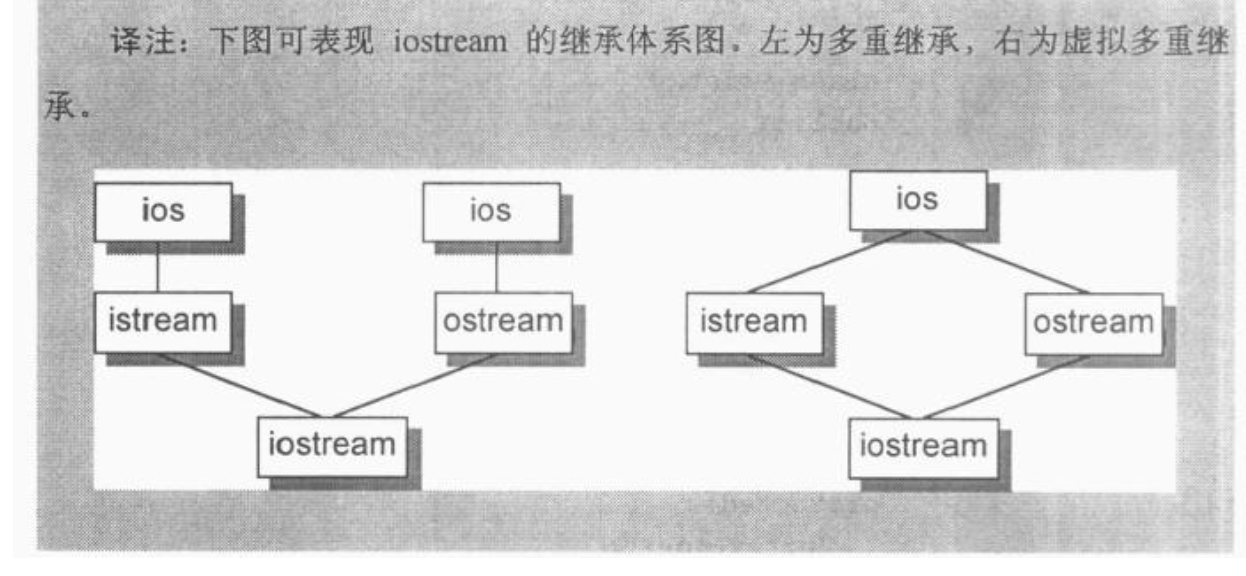 译注：下图可表现 iostream 的继承体系图。左为多重继承，右为虚拟多重继
承。
ios
ios
ios
istream
ostream
istream
ostream
iostream
iostream